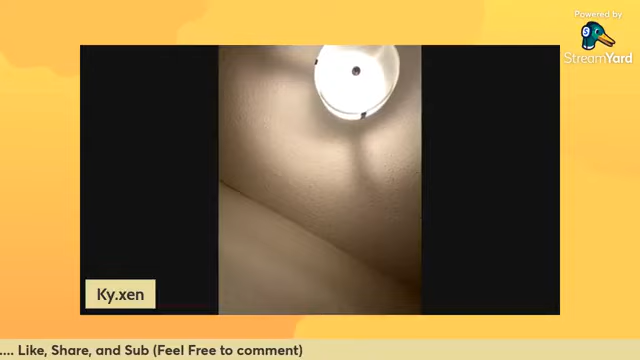 Powered by
StreamYard
Ky.xen
.... Like, Share, and Sub (Feel Free to comment)